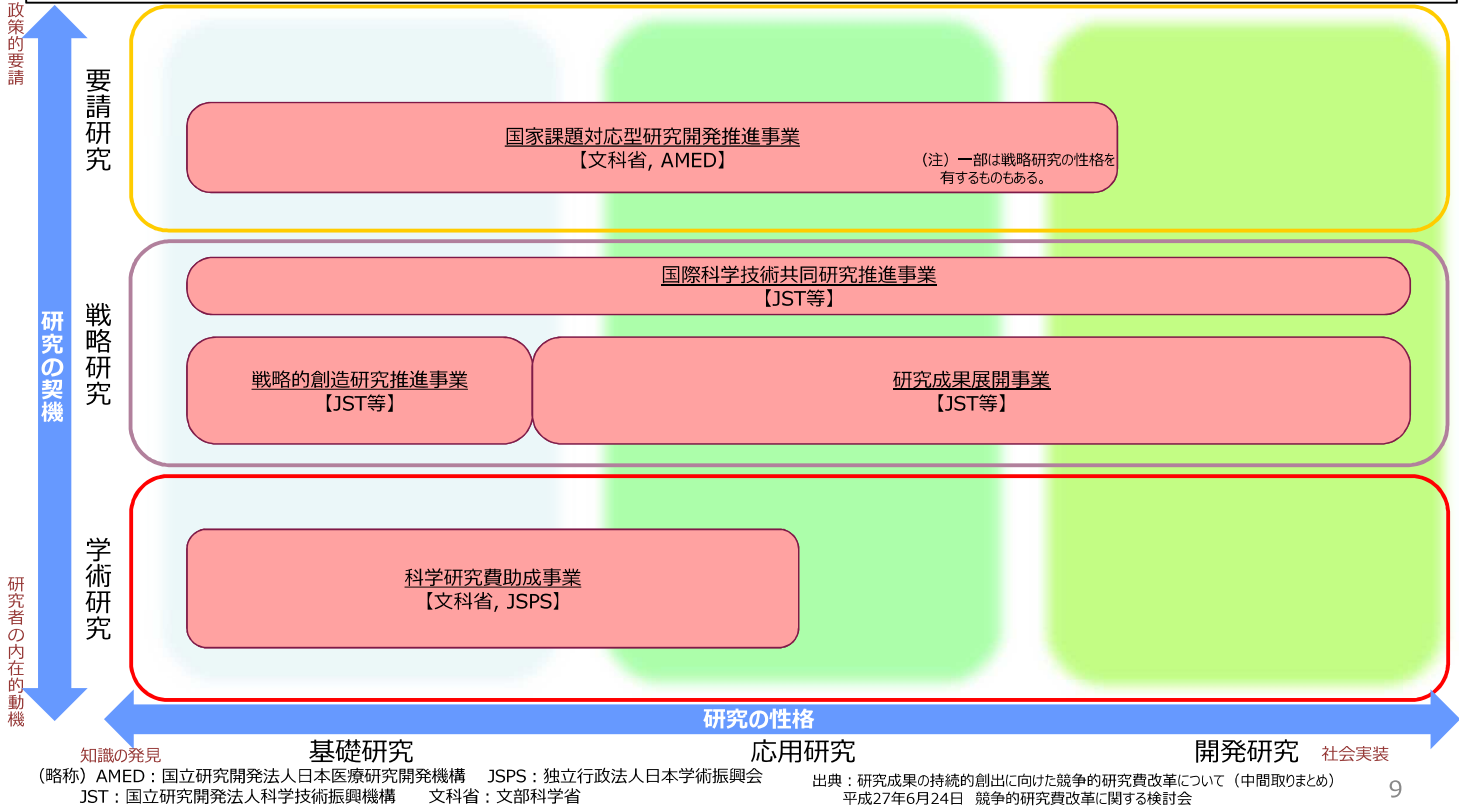 政策的要請
要請研究
国家課題対応型研究開発推進事業
【文科省, AMED】
（注）一部は戦略研究の性格を
有するものもある。
研究の契機
戦略研究
国際科学技術共同研究推進事業
【JST等】
戦略的創造研究推進事業
【JST等】
研究成果展開事業
【JST等】
学術研究
科学研究費助成事業
【文科省, JSPS】
研究者の内在的動機
研究の性格
知識の発見
基礎研究
応用研究
開発研究
社会実装
（略称）AMED：国立研究開発法人日本医療研究開発機構　JSPS：独立行政法人日本学術振興会
JST：国立研究開発法人科学技術振興機構　文科省：文部科学省
出典：研究成果の持続的創出に向けた競争的研究費改革について（中間取りまとめ）
平成27年6月24日 競争的研究費改革に関する検討会
9